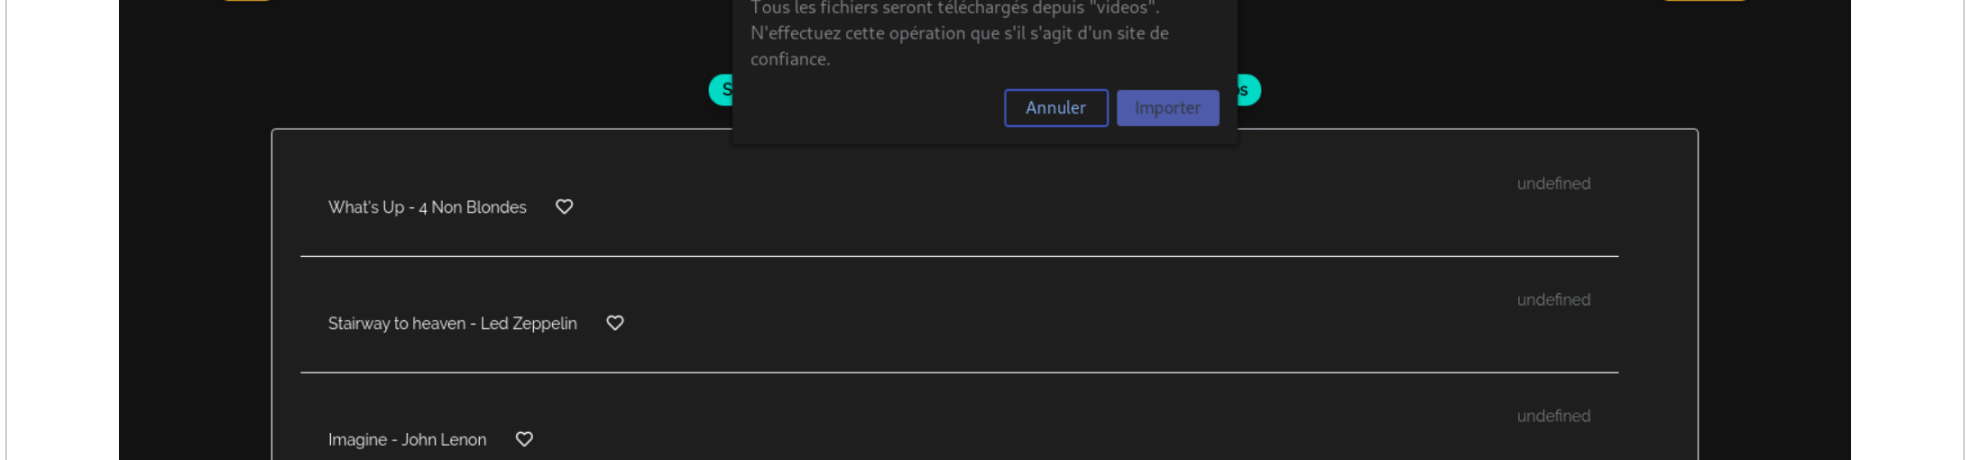 Tous les fichiers seront téléchargés depuis "videos".
N'effectuez cette opération que s'il s'agit d'un site de
confiance.
Annuler Importer
undefined
What's Up - 4 Non Blondes
undefined
Stairway to heaven - Led Zeppelin
undefined
Imagine - John Lenon